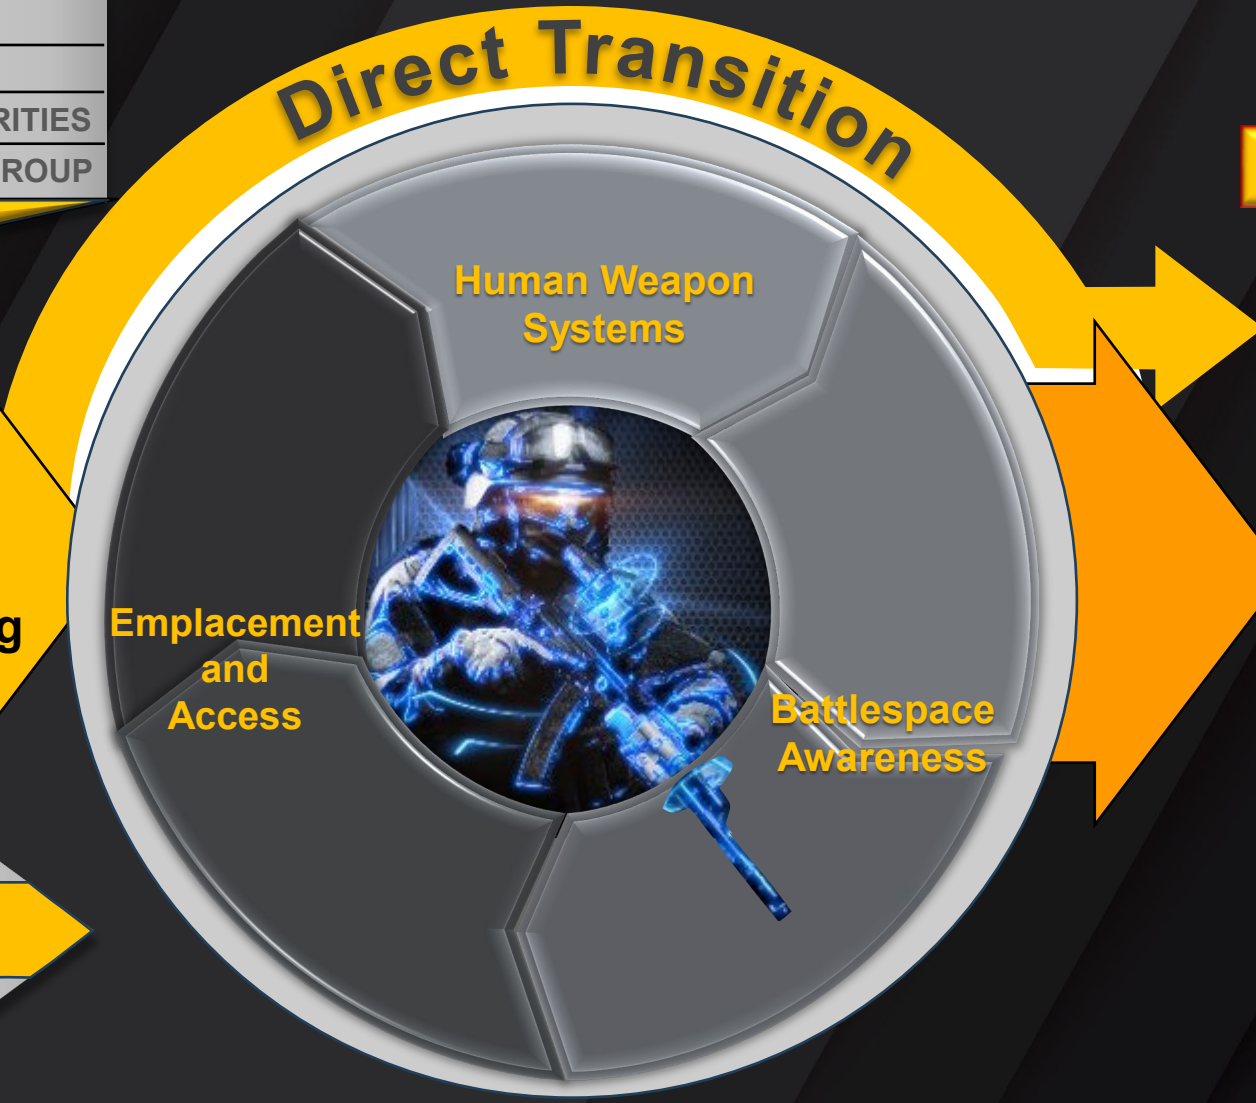 RITIES
ROUP
Direct Transition
Human Weapon
Systems
g
Emplacement
and
Access
Battlespace
Awareness